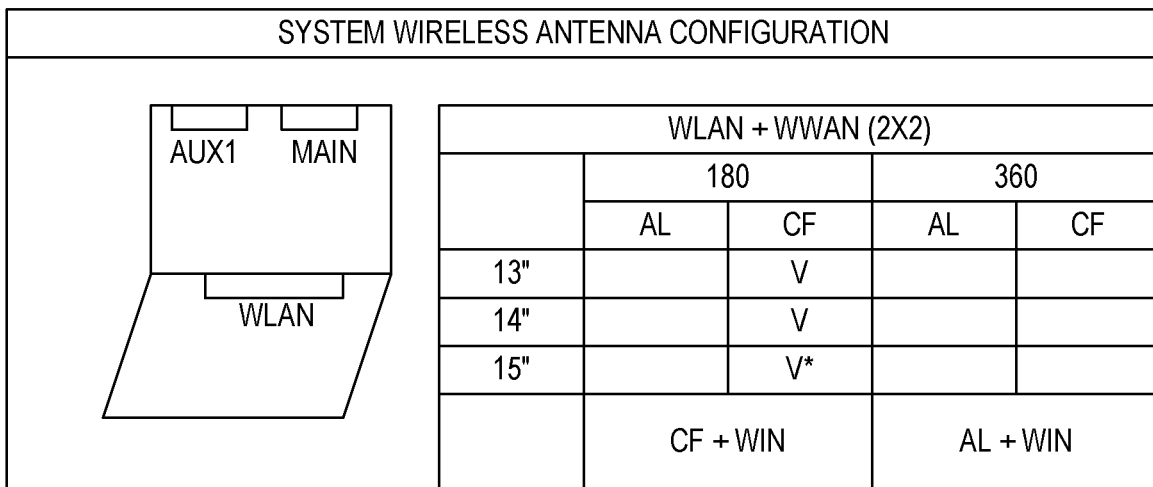 SYSTEM WIRELESS ANTENNA CONFIGURATION
AUX1 MAIN
WLAN
WLAN + WWAN (2X2)
180 360
AL CF AL CF
13" V
14" V
15" V*
CF + WIN AL + WIN